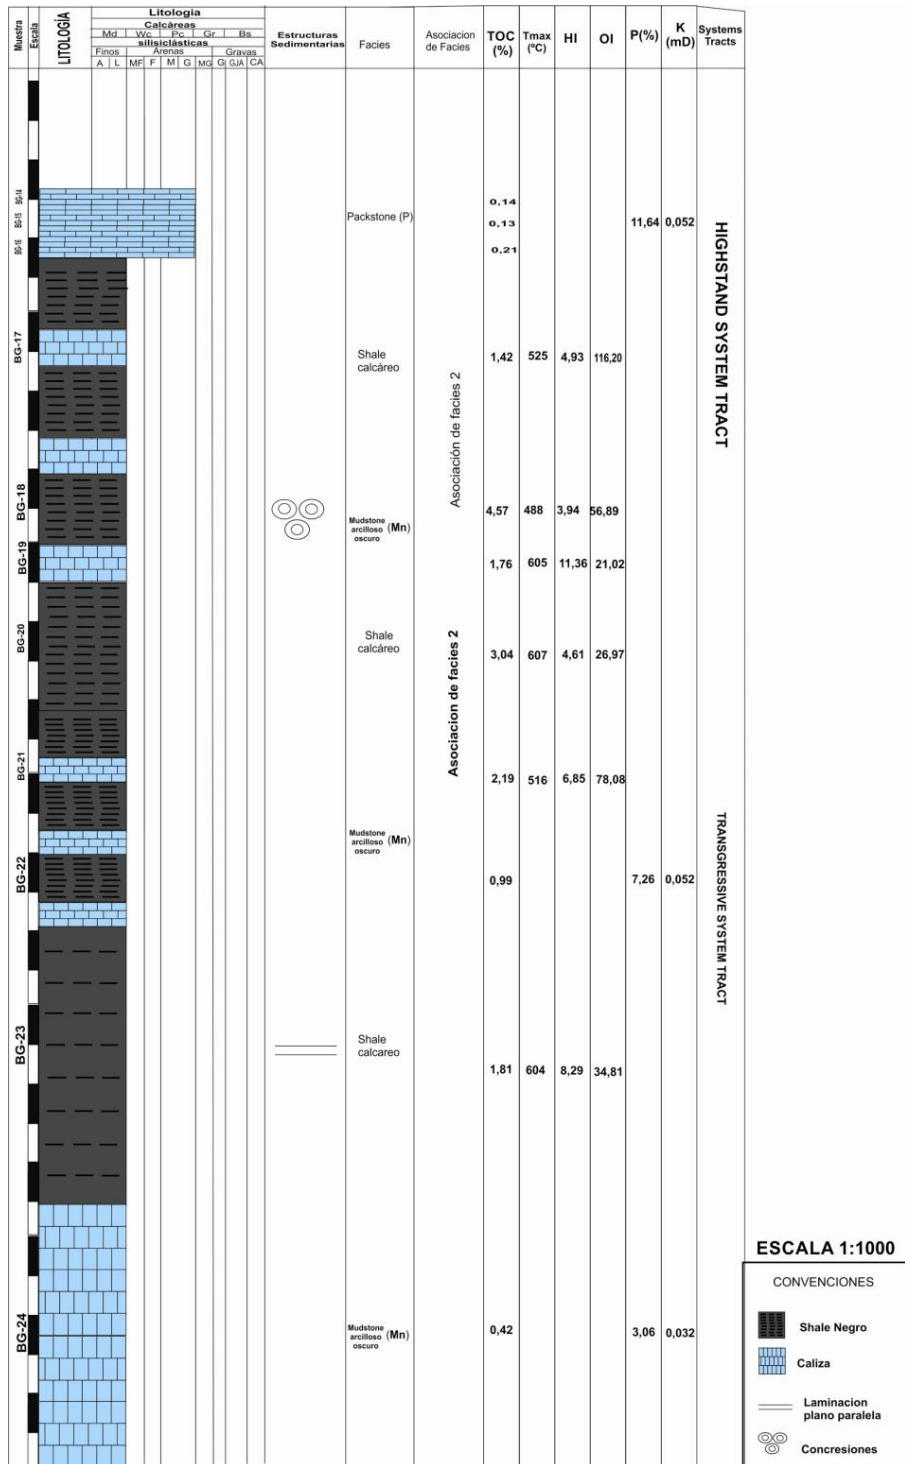 Muestra
Escala
LITOLOGÍA
Litologia
Calcáreas
Md Wc Pc Gr Bs
silisiclásticas
Finos Arenas Gravas
A L MF F M G MG G GJA CA
Estructuras
Sedimentarias
Facies
Asociacion
de Facies
TOC
(%)
Tmax
(ºC)
HI
OI
P(%)
K
(mD)
Systems
Tracts
BG-14
0,14
BG-15
Packstone (P)
0,13
11,64 0,052
BG-16
0,21
HIGHSTAND SYSTEM TRACT
BG-17
Shale
calcáreo
1,42 525 4,93 116,20
Asociación de facies 2
BG-18
Mudstone
arcilloso (Mn)
oscuro
4,57 488 3,94 56,89
BG-19
1,76 605 11,36 21,02
BG-20
Shale
calcáreo
3,04 607 4,61 26,97
Asociacion de facies 2
BG-21
2,19 516 6,85 78,08
Mudstone
arcilloso (Mn)
oscuro
BG-22
0,99 7,26 0,052
TRANSGRESSIVE SYSTEM TRACT
BG-23
Shale
calcareo
1,81 604 8,29 34,81
BG-24
Mudstone
arcilloso (Mn)
oscuro
0,42 3,06 0,032
ESCALA 1:1000
CONVENCIONES
Shale Negro
Caliza
Laminacion
plano paralela
Concresiones